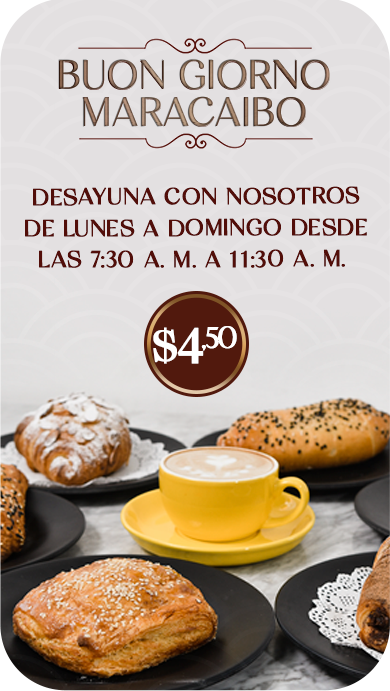 BUON GIORNO
MARACAIBO
DESAYUNA CON NOSOTROS
DE LUNES A DOMINGO DESDE
LAS 7:30 A. M. A 11:30 A. M.
$4,50